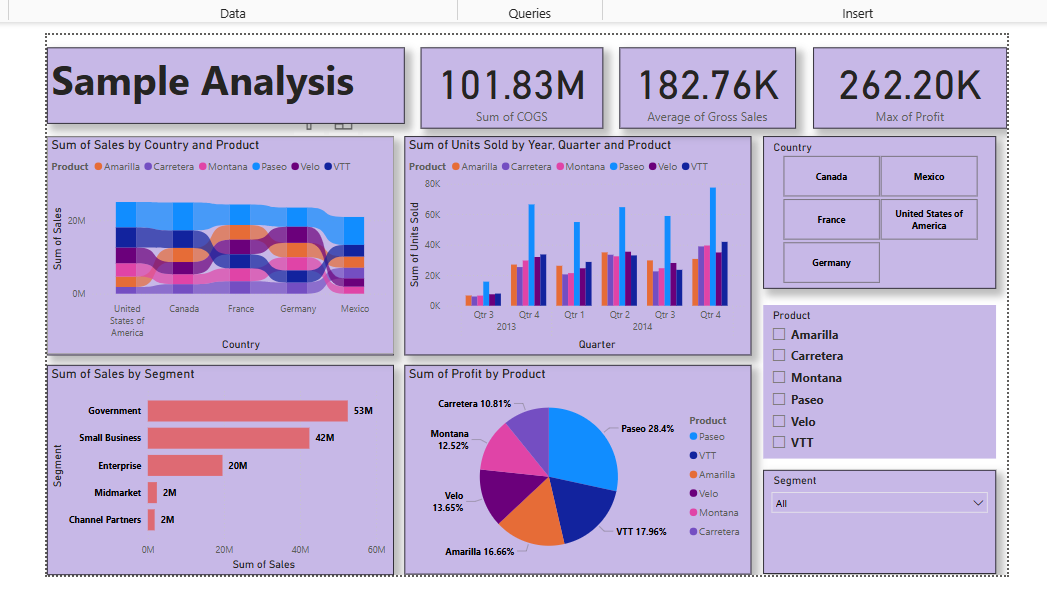 Data Queries Insert
Sample Analysis
101.83M
Sum of COGS
182.76K
Average of Gross Sales
262.20K
Max of Profit
Sum of Sales by Country and Product
Product Amarilla Carretera Montana Paseo Velo VTT
Sum of Sales
20M
0M
United States of America
Canada
France
Germany
Mexico
Country
Sum of Units Sold by Year, Quarter and Product
Product Amarilla Carretera Montana Paseo Velo VTT
Sum of Units Sold
80K
60K
40K
20K
0K
Qtr 3 Qtr 4 Qtr 1 Qtr 2 Qtr 3 Qtr 4
2013 2014
Quarter
Country
Canada Mexico
France United States of America
Germany
Product
Amarilla
Carretera
Montana
Paseo
Velo
VTT
Sum of Sales by Segment
Segment
Government 53M
Small Business 42M
Enterprise 20M
Midmarket 2M
Channel Partners 2M
0M 20M 40M 60M
Sum of Sales
Sum of Profit by Product
Carretera 10.81%
Montana
12.52%
Velo
13.65%
Amarilla 16.66%
VTT 17.96%
Paseo 28.4%
Product
Paseo
VTT
Amarilla
Velo
Montana
Carretera
Segment
All